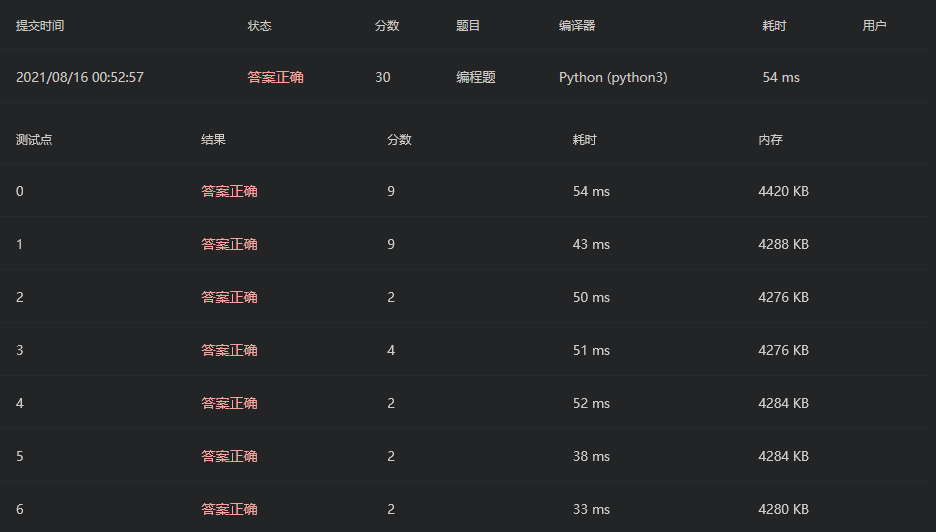 提交时间 状态 分数 题目 编译器 耗时 用户
2021/08/16 00:52:57 答案正确 30 编程题 Python (python3) 54 ms
测试点 结果 分数 耗时 内存
0 答案正确 9 54 ms 4420 KB
1 答案正确 9 43 ms 4288 KB
2 答案正确 2 50 ms 4276 KB
3 答案正确 4 51 ms 4276 KB
4 答案正确 2 52 ms 4284 KB
5 答案正确 2 38 ms 4284 KB
6 答案正确 2 33 ms 4280 KB